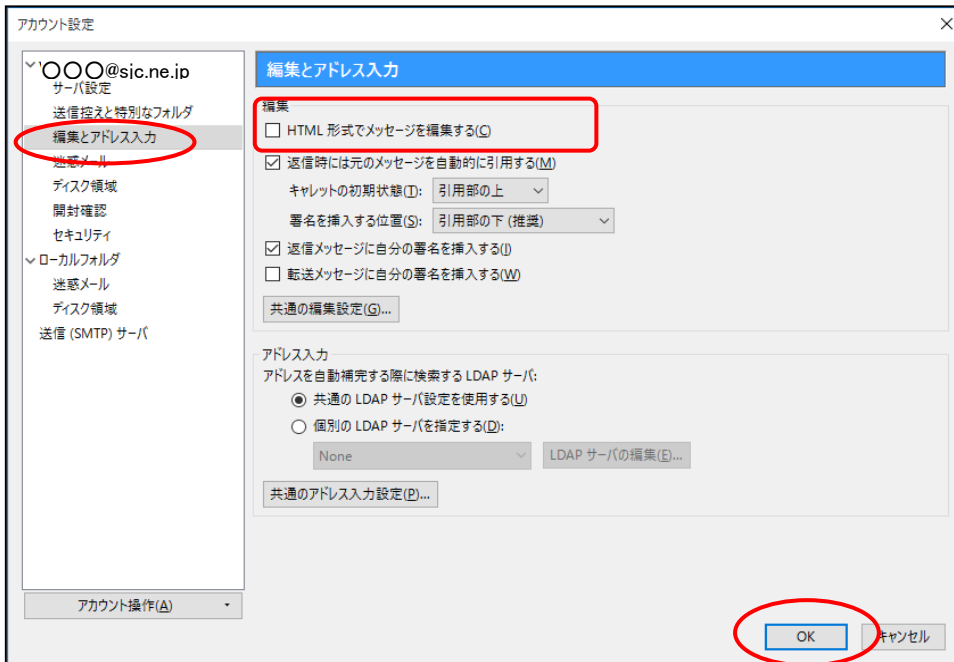 アカウント設定
〇〇〇@sjc.ne.jp
サーバ設定
送信控えと特別なフォルダ
編集とアドレス入力
迷惑メール
ディスク領域
開封確認
セキュリティ
ローカルフォルダ
迷惑メール
ディスク領域
送信 (SMTP) サーバ
アカウント操作(A)
編集とアドレス入力
編集
HTML 形式でメッセージを編集する(C)
返信時には元のメッセージを自動的に引用する(M)
キャレットの初期状態(T): 引用部の上
署名を挿入する位置(S): 引用部の下 (推奨)
返信メッセージに自分の署名を挿入する(I)
転送メッセージに自分の署名を挿入する(W)
共通の編集設定(G)...
アドレス入力
アドレスを自動補完する際に検索する LDAP サーバ:
共通の LDAP サーバ設定を使用する(U)
個別の LDAP サーバを指定する(D):
None LDAP サーバの編集(E)...
共通のアドレス入力設定(P)...
OK キャンセル